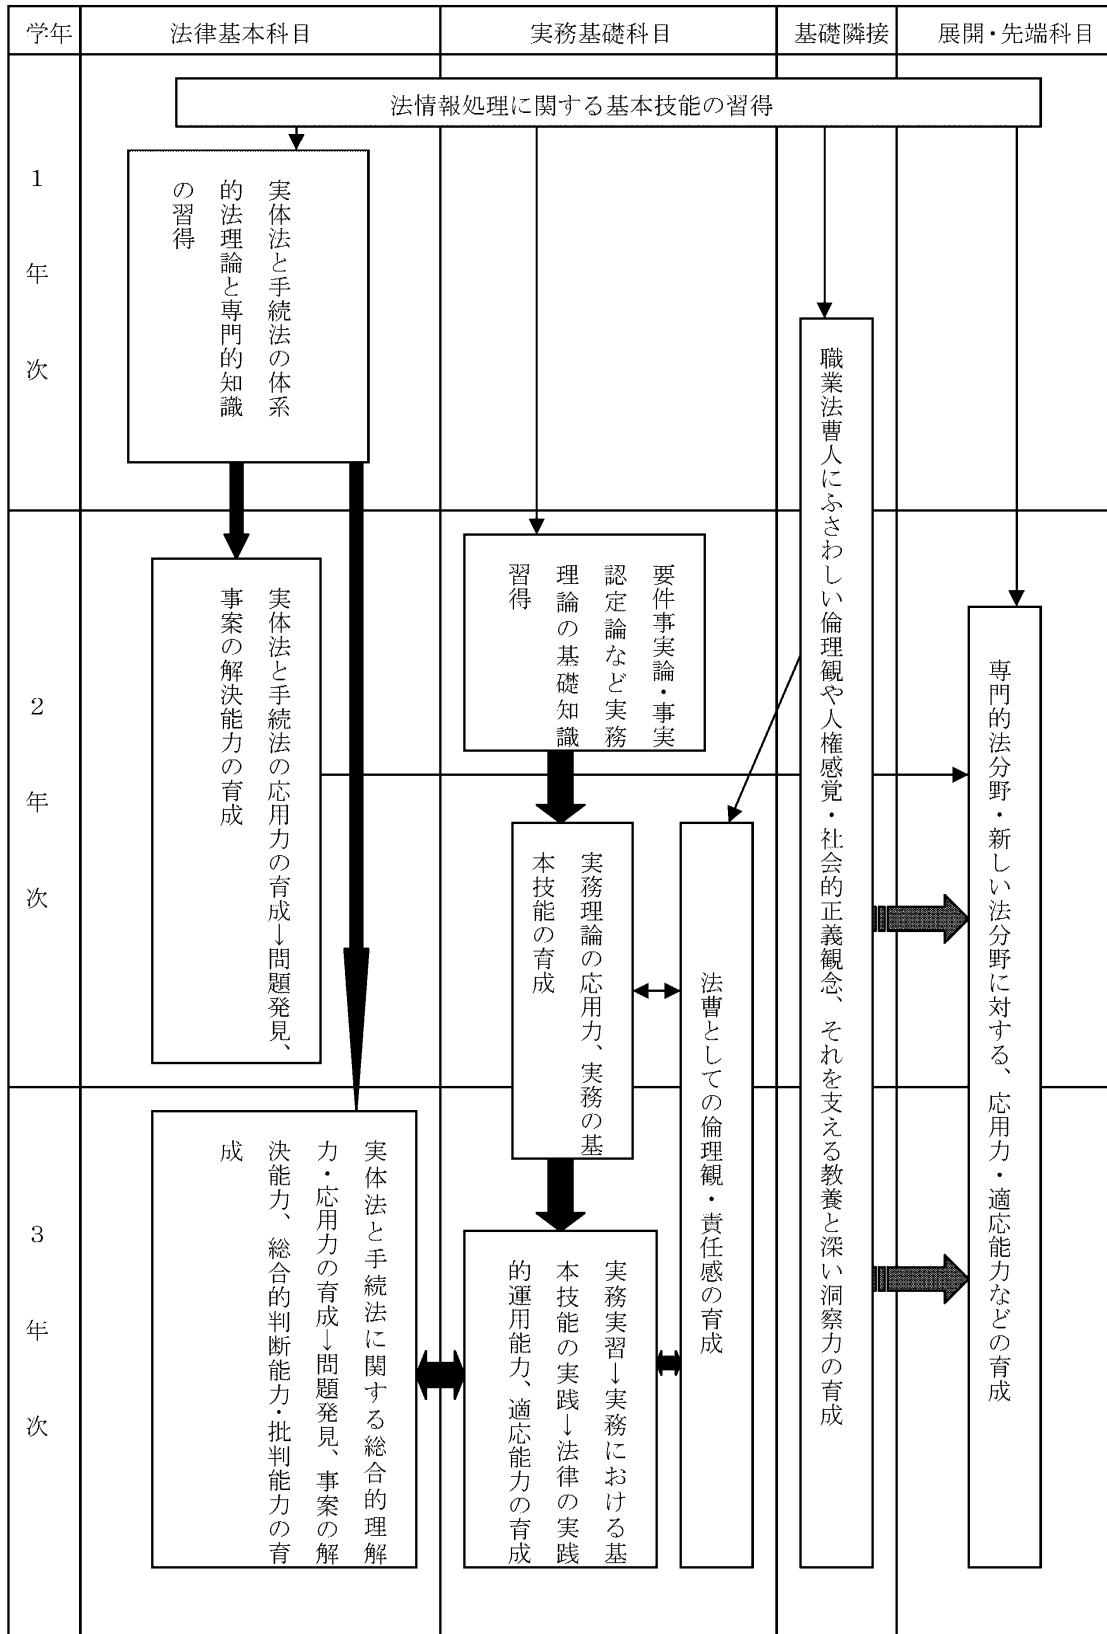 学年
法律基本科目
実務基礎科目
基礎隣接
展開・先端科目
法情報処理に関する基本技能の習得
1
年
次
実体法と手続法の体系
的法理論と専門的知識
の習得
職業法曹人にふさわしい倫理観や人権感覚・社会的正義観念、それを支える教養と深い洞察力の育成
2
年
次
実体法と手続法の応用力の育成→問題発見、
事案の解決能力の育成
要件事実論・事実
認定論など実務
理論の基礎知識
習得
実務理論の応用力、実務の基
本技能の育成
法曹としての倫理観・責任感の育成
専門的法分野・新しい法分野に対する、応用力・適応能力などの育成
3
年
次
実体法と手続法に関する総合的理解
力・応用力の育成→問題発見、事案の解
決能力、総合的判断能力・批判能力の育
成
実務実習→実務における基
本技能の実践→法律の実践
的運用能力、適応能力の育成